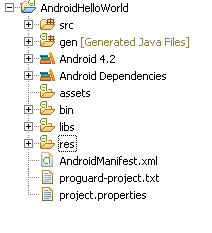 AndroidHelloWorld
src
gen [Generated Java Files]
Android 4.2
Android Dependencies
assets
bin
libs
res
AndroidManifest.xml
proguard-project.txt
project.properties